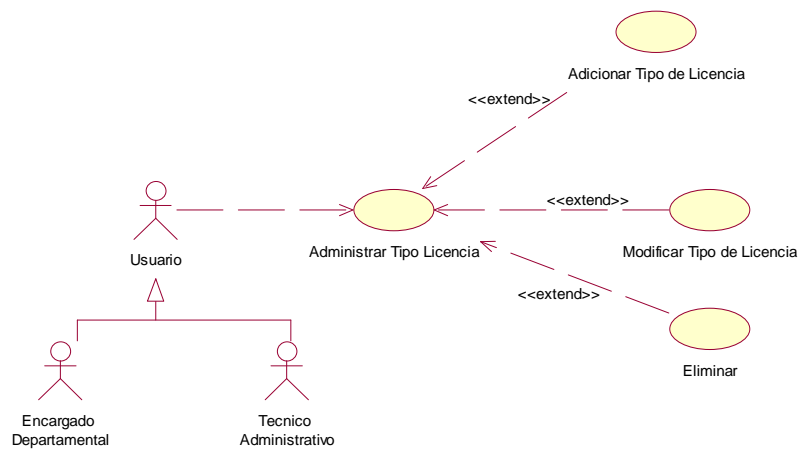 Adicionar Tipo de Licencia
<<extend>>
<<extend>>
Usuario
Administrar Tipo Licencia
Modificar Tipo de Licencia
<<extend>>
Eliminar
Encargado
Departamental
Tecnico
Administrativo